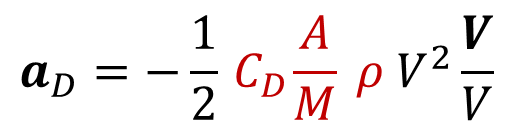 𝒂_D = − 1/2 C_D A/M ρ V² 𝑽/V